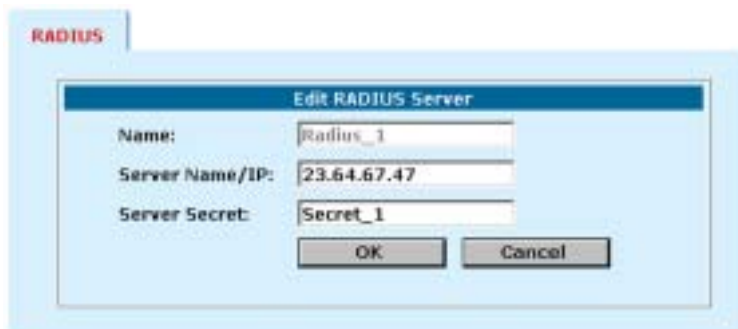 RADIUS
Edit RADIUS Server
Name: Radius_1
Server Name/IP: 23.64.67.47
Server Secret: Secret_1
OK Cancel